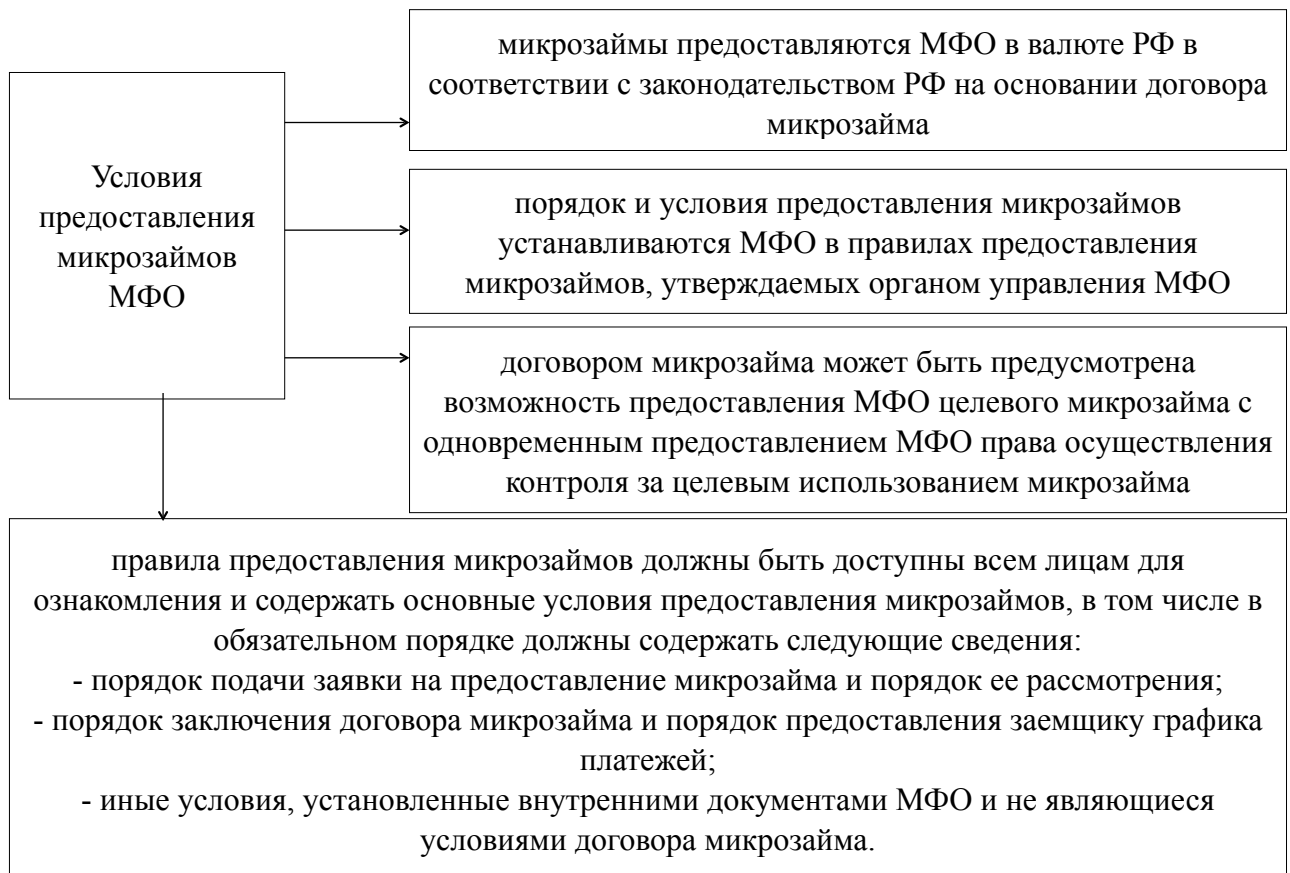 Условия
предоставления
микрозаймов
МФО
микрозаймы предоставляются МФО в валюте РФ в
соответствии с законодательством РФ на основании договора
микрозайма
порядок и условия предоставления микрозаймов
устанавливаются МФО в правилах предоставления
микрозаймов, утверждаемых органом управления МФО
договором микрозайма может быть предусмотрена
возможность предоставления МФО целевого микрозайма с
одновременным предоставлением МФО права осуществления
контроля за целевым использованием микрозайма
правила предоставления микрозаймов должны быть доступны всем лицам для
ознакомления и содержать основные условия предоставления микрозаймов, в том числе в
обязательном порядке должны содержать следующие сведения:
- порядок подачи заявки на предоставление микрозайма и порядок ее рассмотрения;
- порядок заключения договора микрозайма и порядок предоставления заемщику графика
платежей;
- иные условия, установленные внутренними документами МФО и не являющиеся
условиями договора микрозайма.